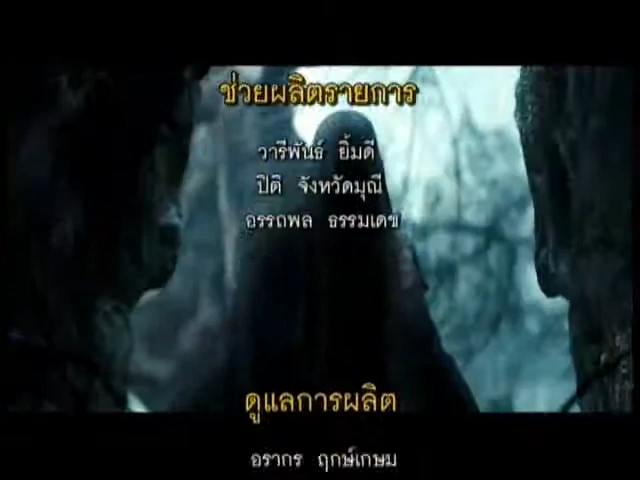 ช่วยผลิตรายการ
วารีพันธ์ ยิ้มดี
ปิติ จังหวัดมุณี
อรรถพล ธรรมเดช
ดูแลการผลิต
อรากร ฤกษ์เกษม